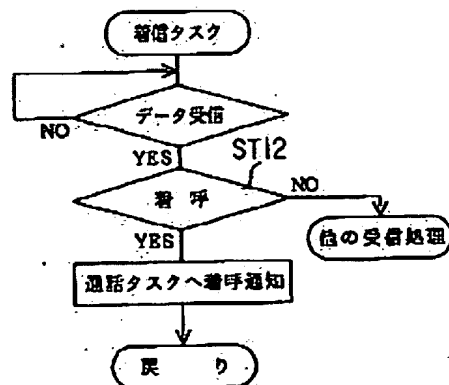 着信タスク
データ受信
NO
YES
ST12
着呼
NO
YES
他の受信処理
通話タスクへ着呼通知
戻り